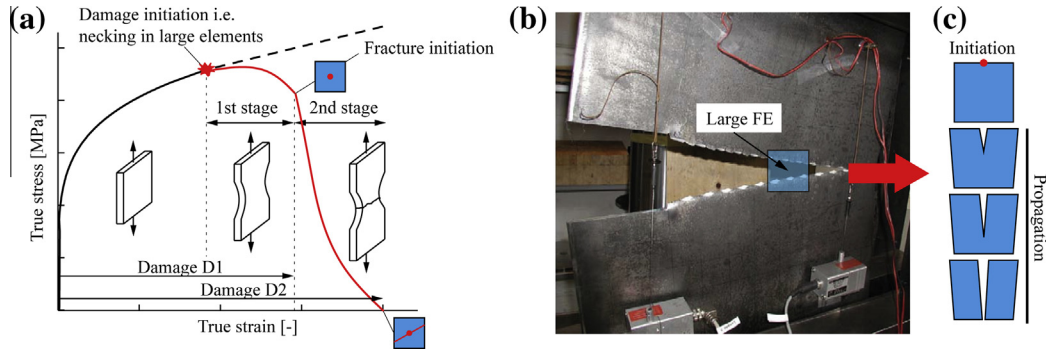 (a)
Damage initiation i.e.
necking in large elements
Fracture initiation
1st stage
2nd stage
True stress [MPa]
Damage D1
Damage D2
True strain [-]
(b)
Large FE
(c)
Initiation
Propagation